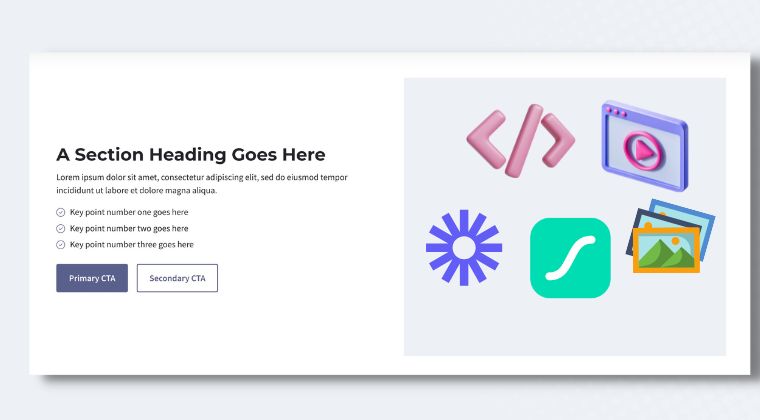 A Section Heading Goes Here
Lorem ipsum dolor sit amet, consectetur adipiscing elit, sed do eiusmod tempor
incididunt ut labore et dolore magna aliqua.
Key point number one goes here
Key point number two goes here
Key point number three goes here
Primary CTA
Secondary CTA